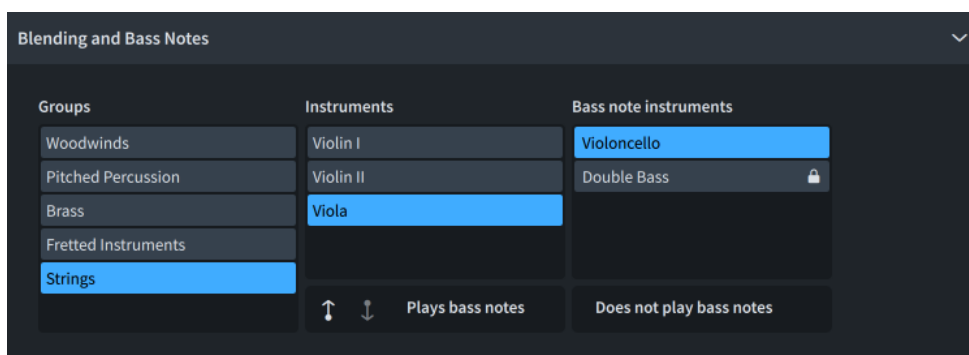 Blending and Bass Notes
Groups
Instruments
Bass note instruments
Woodwinds
Violin I
Violoncello
Pitched Percussion
Violin II
Double Bass
Brass
Viola
Fretted Instruments
Strings
Plays bass notes
Does not play bass notes